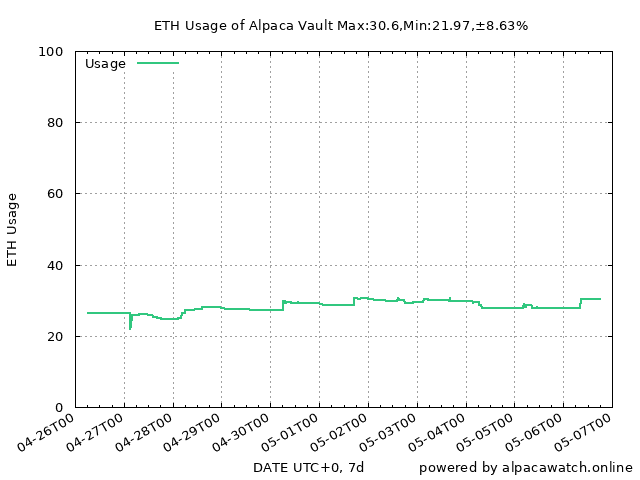 ETH Usage of Alpaca Vault Max:30.6,Min:21.97,±8.63%
Usage
100
80
60
40
20
0
ETH Usage
04-26T00
04-27T00
04-28T00
04-29T00
04-30T00
05-01T00
05-02T00
05-03T00
05-04T00
05-05T00
05-06T00
05-07T00
DATE UTC+0, 7d
powered by alpacawatch.online